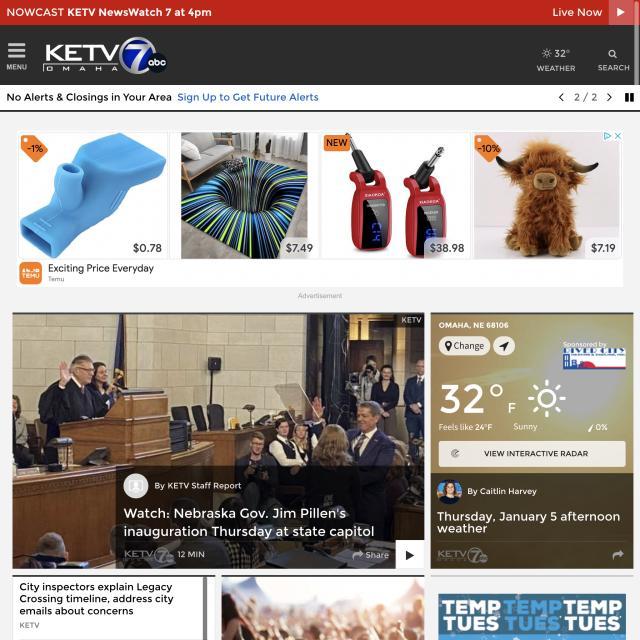 NOWCAST KETV NewsWatch 7 at 4pm
Live Now
MENU
KETV 7 abc
OMAHA
32°
WEATHER
SEARCH
No Alerts & Closings in Your Area Sign Up to Get Future Alerts
2 / 2
-1%
$0.78
$7.49
NEW
$38.98
-10%
$7.19
TEMU
Exciting Price Everyday
Temu
Advertisement
KETV
By KETV Staff Report
Watch: Nebraska Gov. Jim Pillen's
inauguration Thursday at state capitol
KETV 7
12 MIN
Share
OMAHA, NE 68106
Change
Sponsored by
RIVER CITY
32°F
Feels like 24°F
Sunny
0%
VIEW INTERACTIVE RADAR
By Caitlin Harvey
Thursday, January 5 afternoon
weather
KETV 7
City inspectors explain Legacy
Crossing timeline, address city
emails about concerns
KETV
TEMP TEMP TEMP
TUES TUES TUES